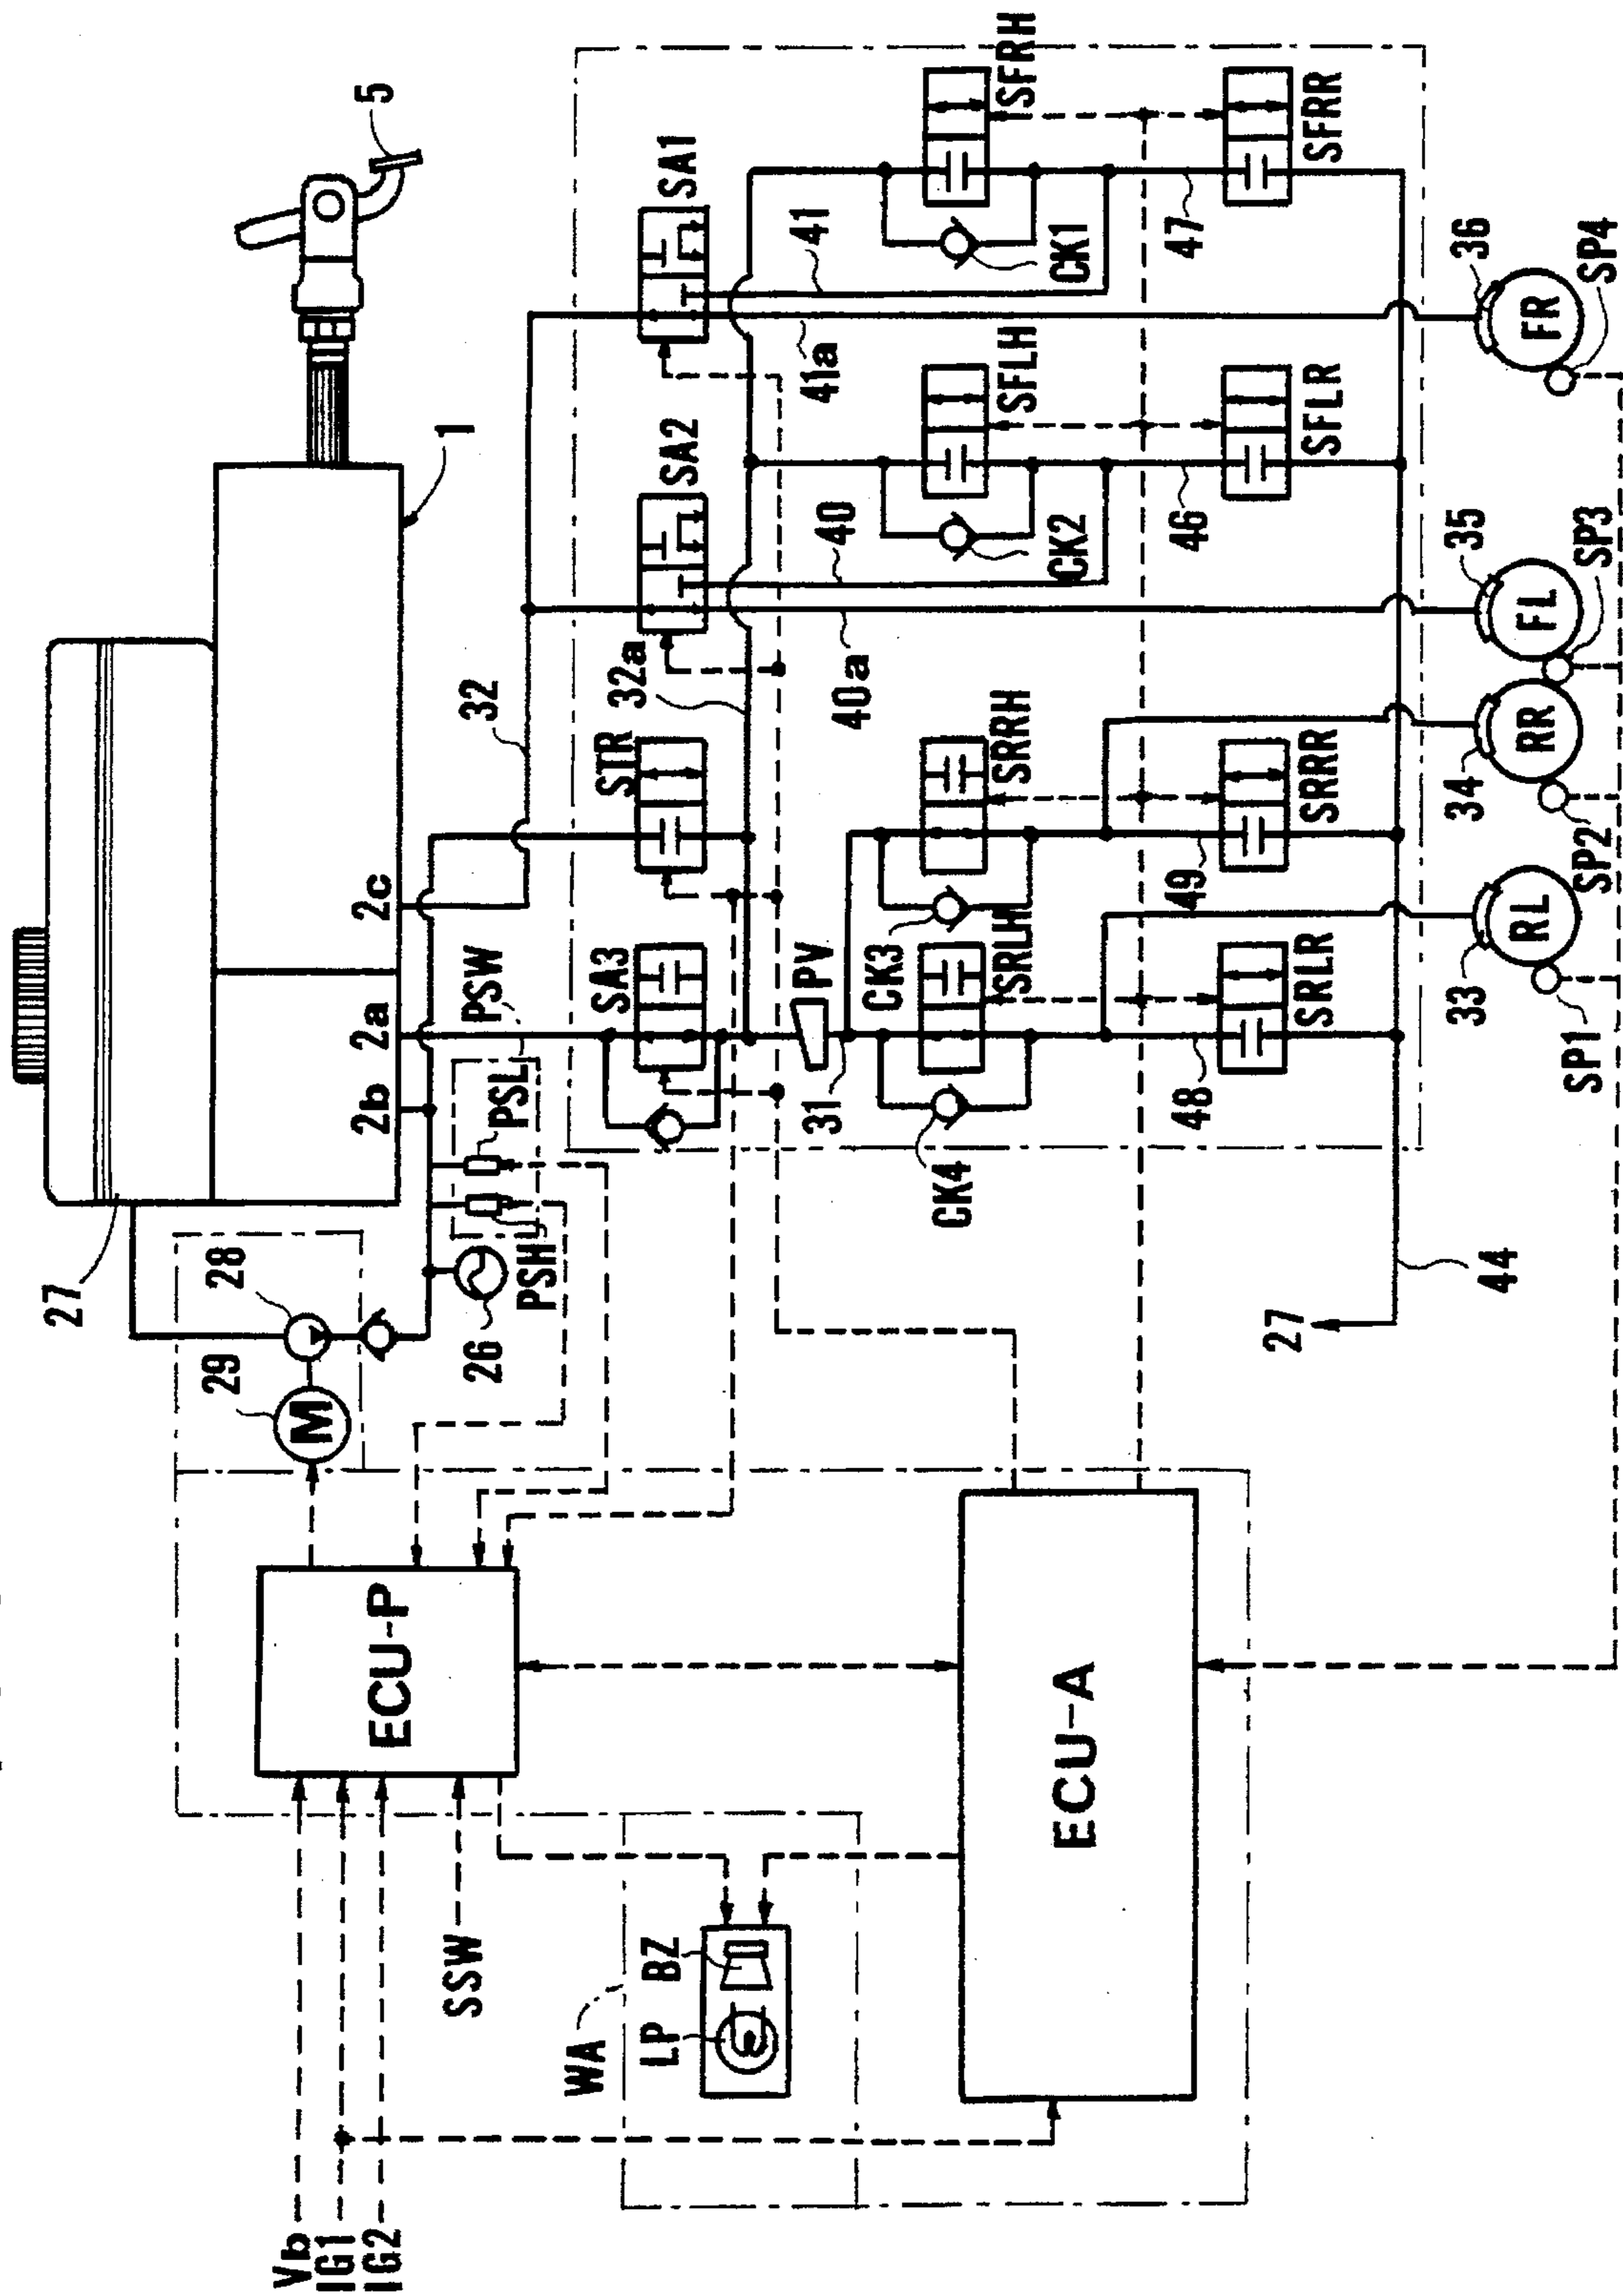 5
1
27
28
29
M
26
2b
2a
2c
PSW
PSL
PSH
32
32a
STR
SA3
SA2
SA1
40
40a
41
41a
PV
31
CK4
CK3
CK2
CK1
SRLH
SRRH
SFLH
SFRH
SRLR
SRRR
SFLR
SFRR
48
49
46
47
44
27
33
34
35
36
RL
RR
FL
FR
SP1
SP2
SP3
SP4
ECU-P
ECU-A
Vb
IG1
IG2
SSW
WA
LP
BZ